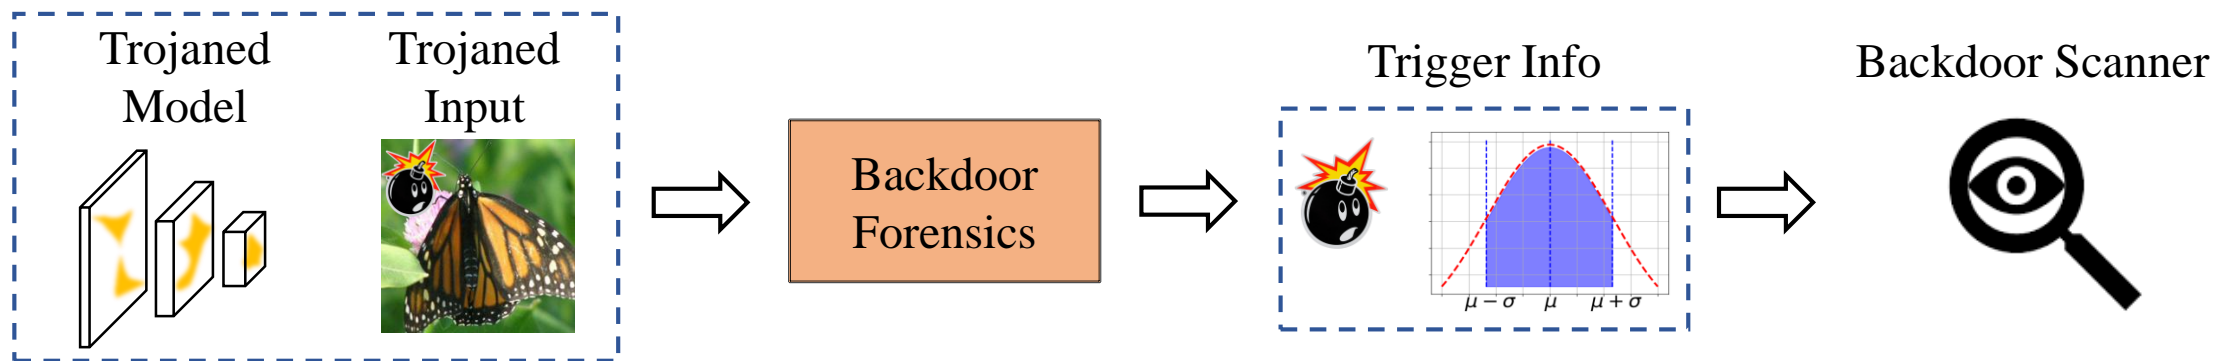 Trojaned
Model
Trojaned
Input
Backdoor
Forensics
Trigger Info
μ − σ
μ
μ + σ
Backdoor Scanner